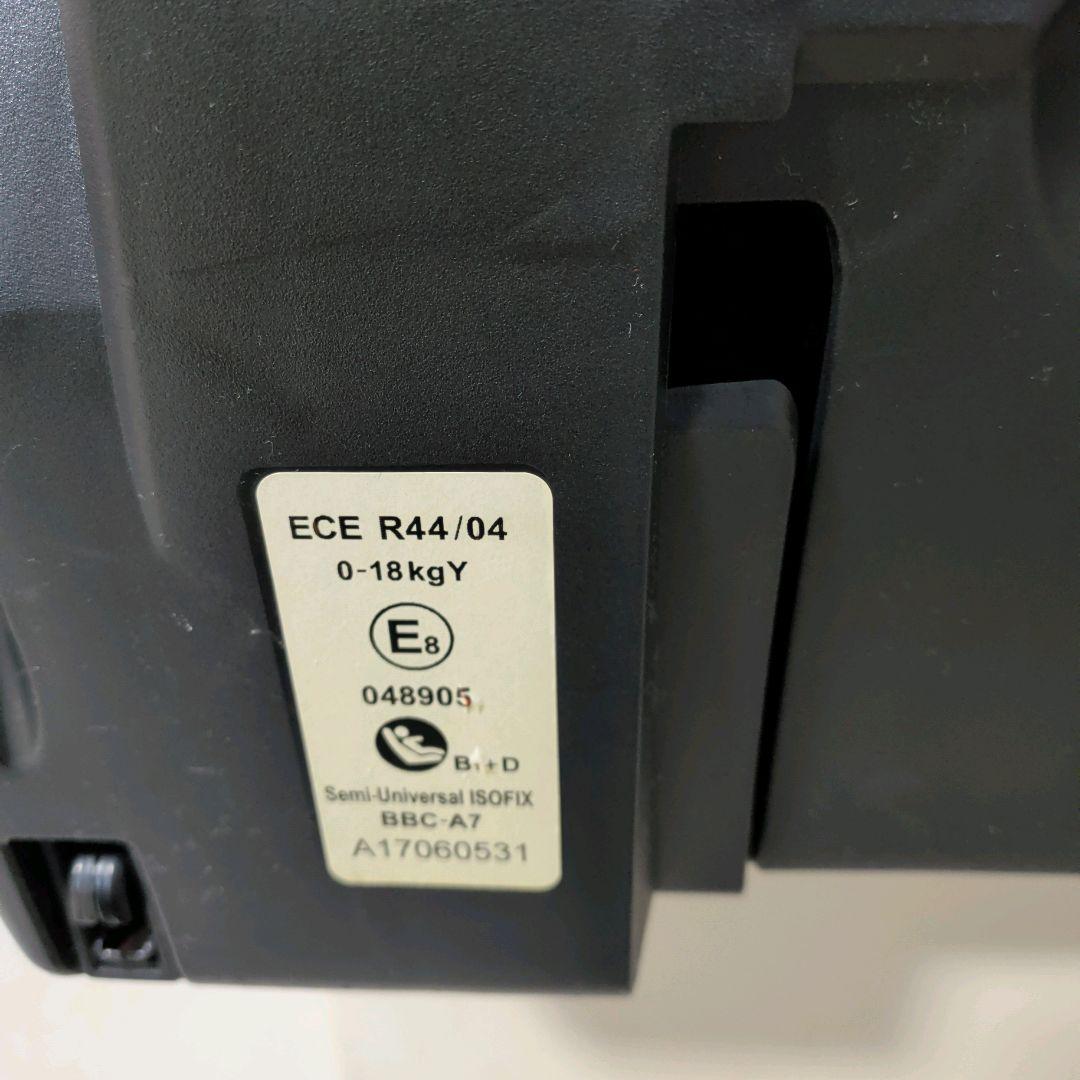 ECE R44/04
0-18kgY
E8
048905
B1+D
Semi-Universal ISOFIX
BBC-A7
A17060531